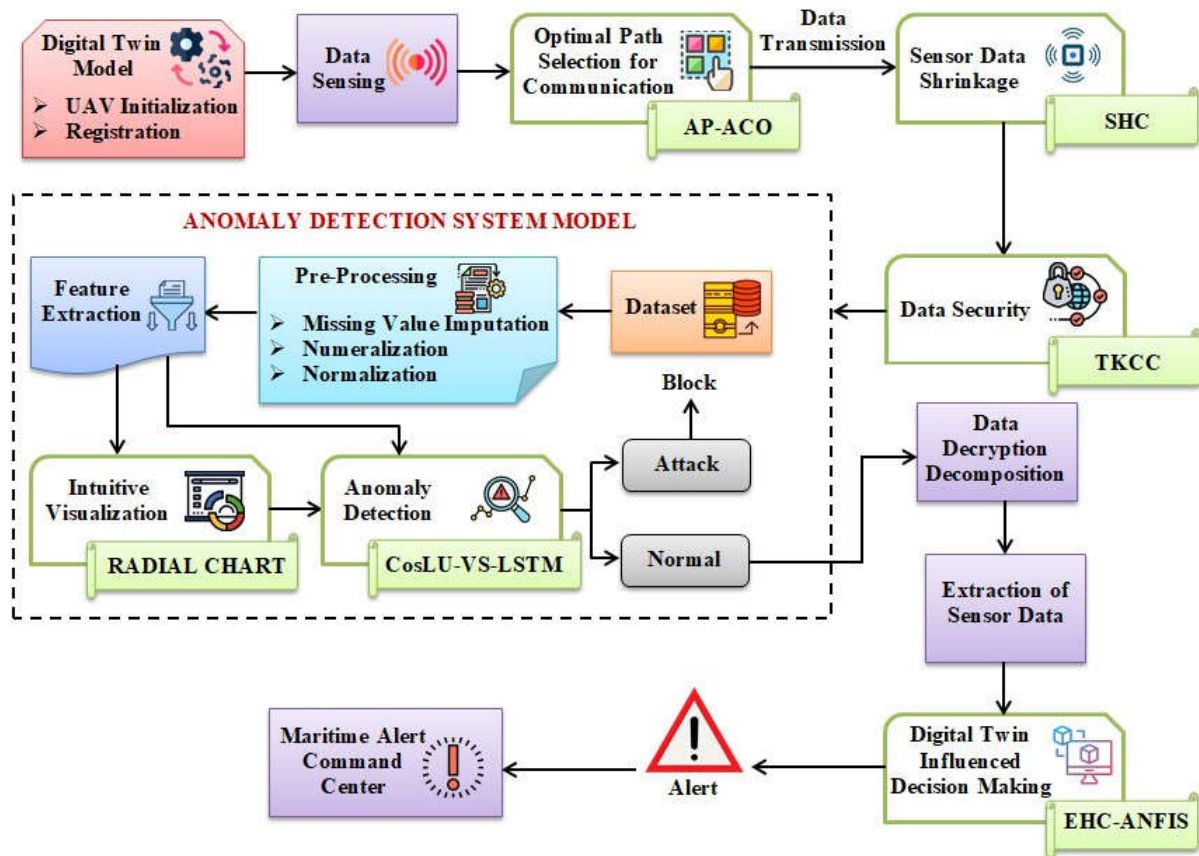 Digital Twin
Model
➢ UAV Initialization
➢ Registration
Data
Sensing
Optimal Path
Selection for
Communication
AP-ACO
Data
Transmission
Sensor Data
Shrinkage
SHC
ANOMALY DETECTION SYSTEM MODEL
Feature
Extraction
Pre-Processing
➢ Missing Value Imputation
➢ Numeralization
➢ Normalization
Dataset
Data Security
TKCC
Block
Attack
Normal
Intuitive
Visualization
RADIAL CHART
Anomaly
Detection
CosLU-VS-LSTM
Data
Decryption
Decomposition
Extraction of
Sensor Data
Digital Twin
Influenced
Decision Making
EHC-ANFIS
Alert
Maritime Alert
Command
Center